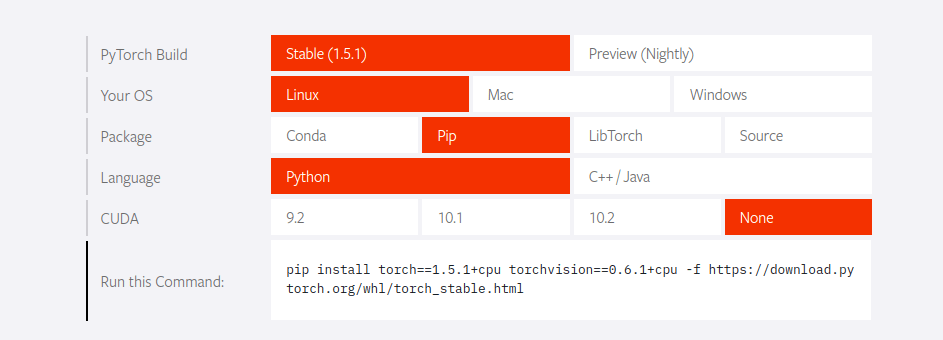 PyTorch Build Stable (1.5.1) Preview (Nightly)
Your OS Linux Mac Windows
Package Conda Pip LibTorch Source
Language Python C++ / Java
CUDA 9.2 10.1 10.2 None
Run this Command: pip install torch==1.5.1+cpu torchvision==0.6.1+cpu -f https://download.py
torch.org/whl/torch_stable.html